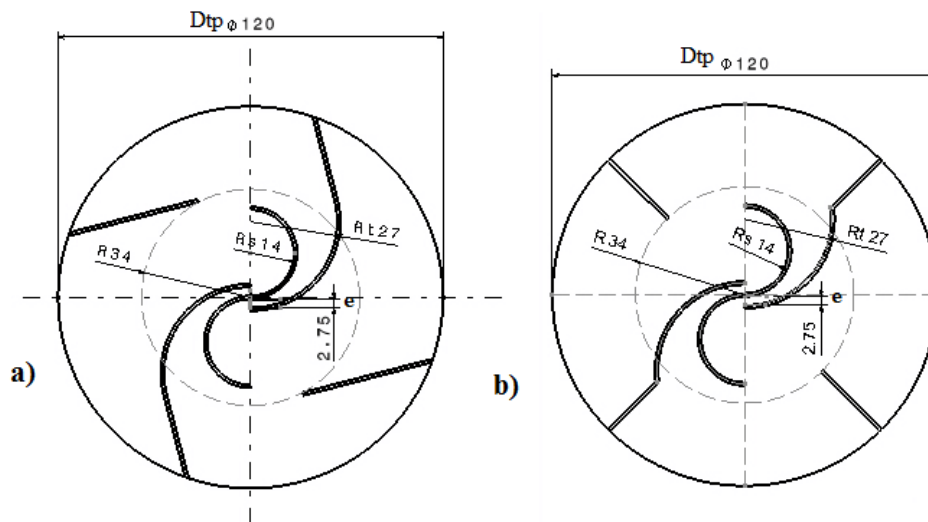 Dtp Φ120
R34
Rs14
Rt27
e
2.75
a)
Dtp Φ120
R34
Rs14
Rt27
e
2.75
b)